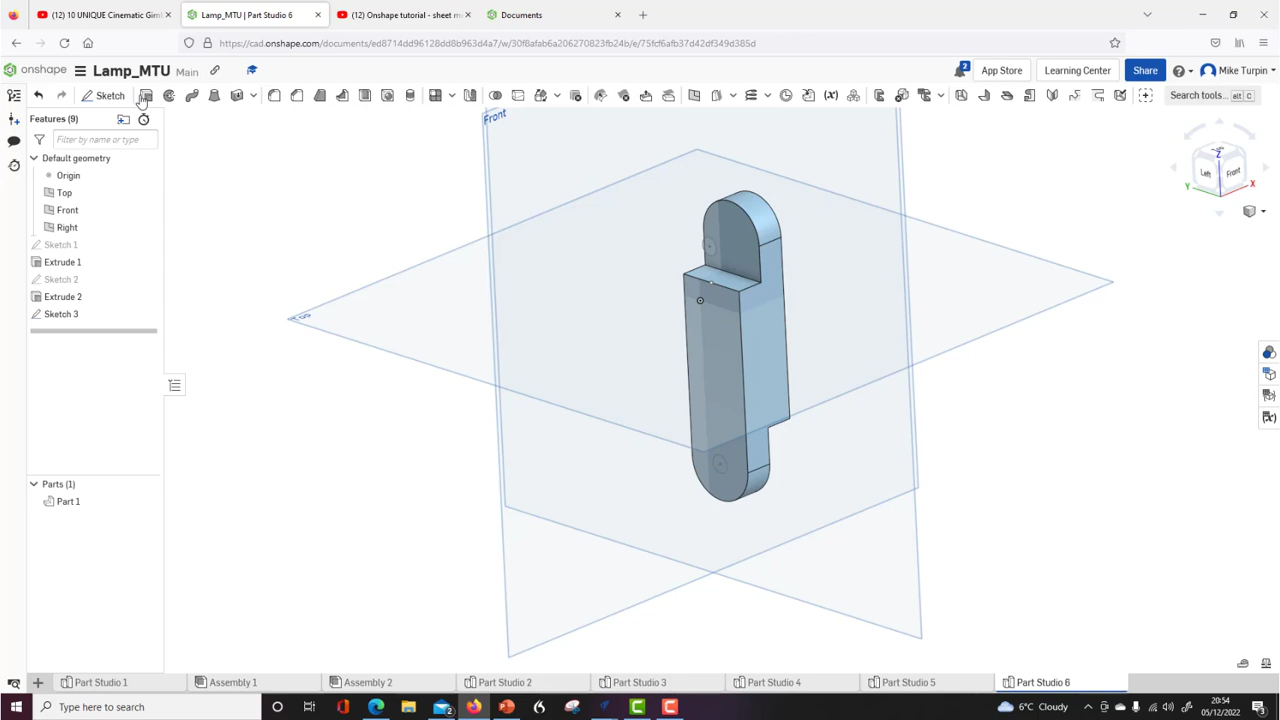 (12) 10 UNIQUE Cinematic Giml
Lamp_MTU | Part Studio 6
(12) Onshape tutorial - sheet m
Documents
https://cad.onshape.com/documents/ed8714dd96128dd8b963d4a7/w/30f8afab6a206270823fb24b/e/75fcf6afb37d42df349d385d
onshape
Lamp_MTU
Main
2
App Store
Learning Center
Share
Mike Turpin
Sketch
Search tools...
alt C
Features (9)
Filter by name or type
Default geometry
Origin
Top
Front
Right
Sketch 1
Extrude 1
Sketch 2
Extrude 2
Sketch 3
Parts (1)
Part 1
Front
Z
Left
Front
Y
X
Part Studio 1
Assembly 1
Assembly 2
Part Studio 2
Part Studio 3
Part Studio 4
Part Studio 5
Part Studio 6
Type here to search
6°C Cloudy
20:54
05/12/2022